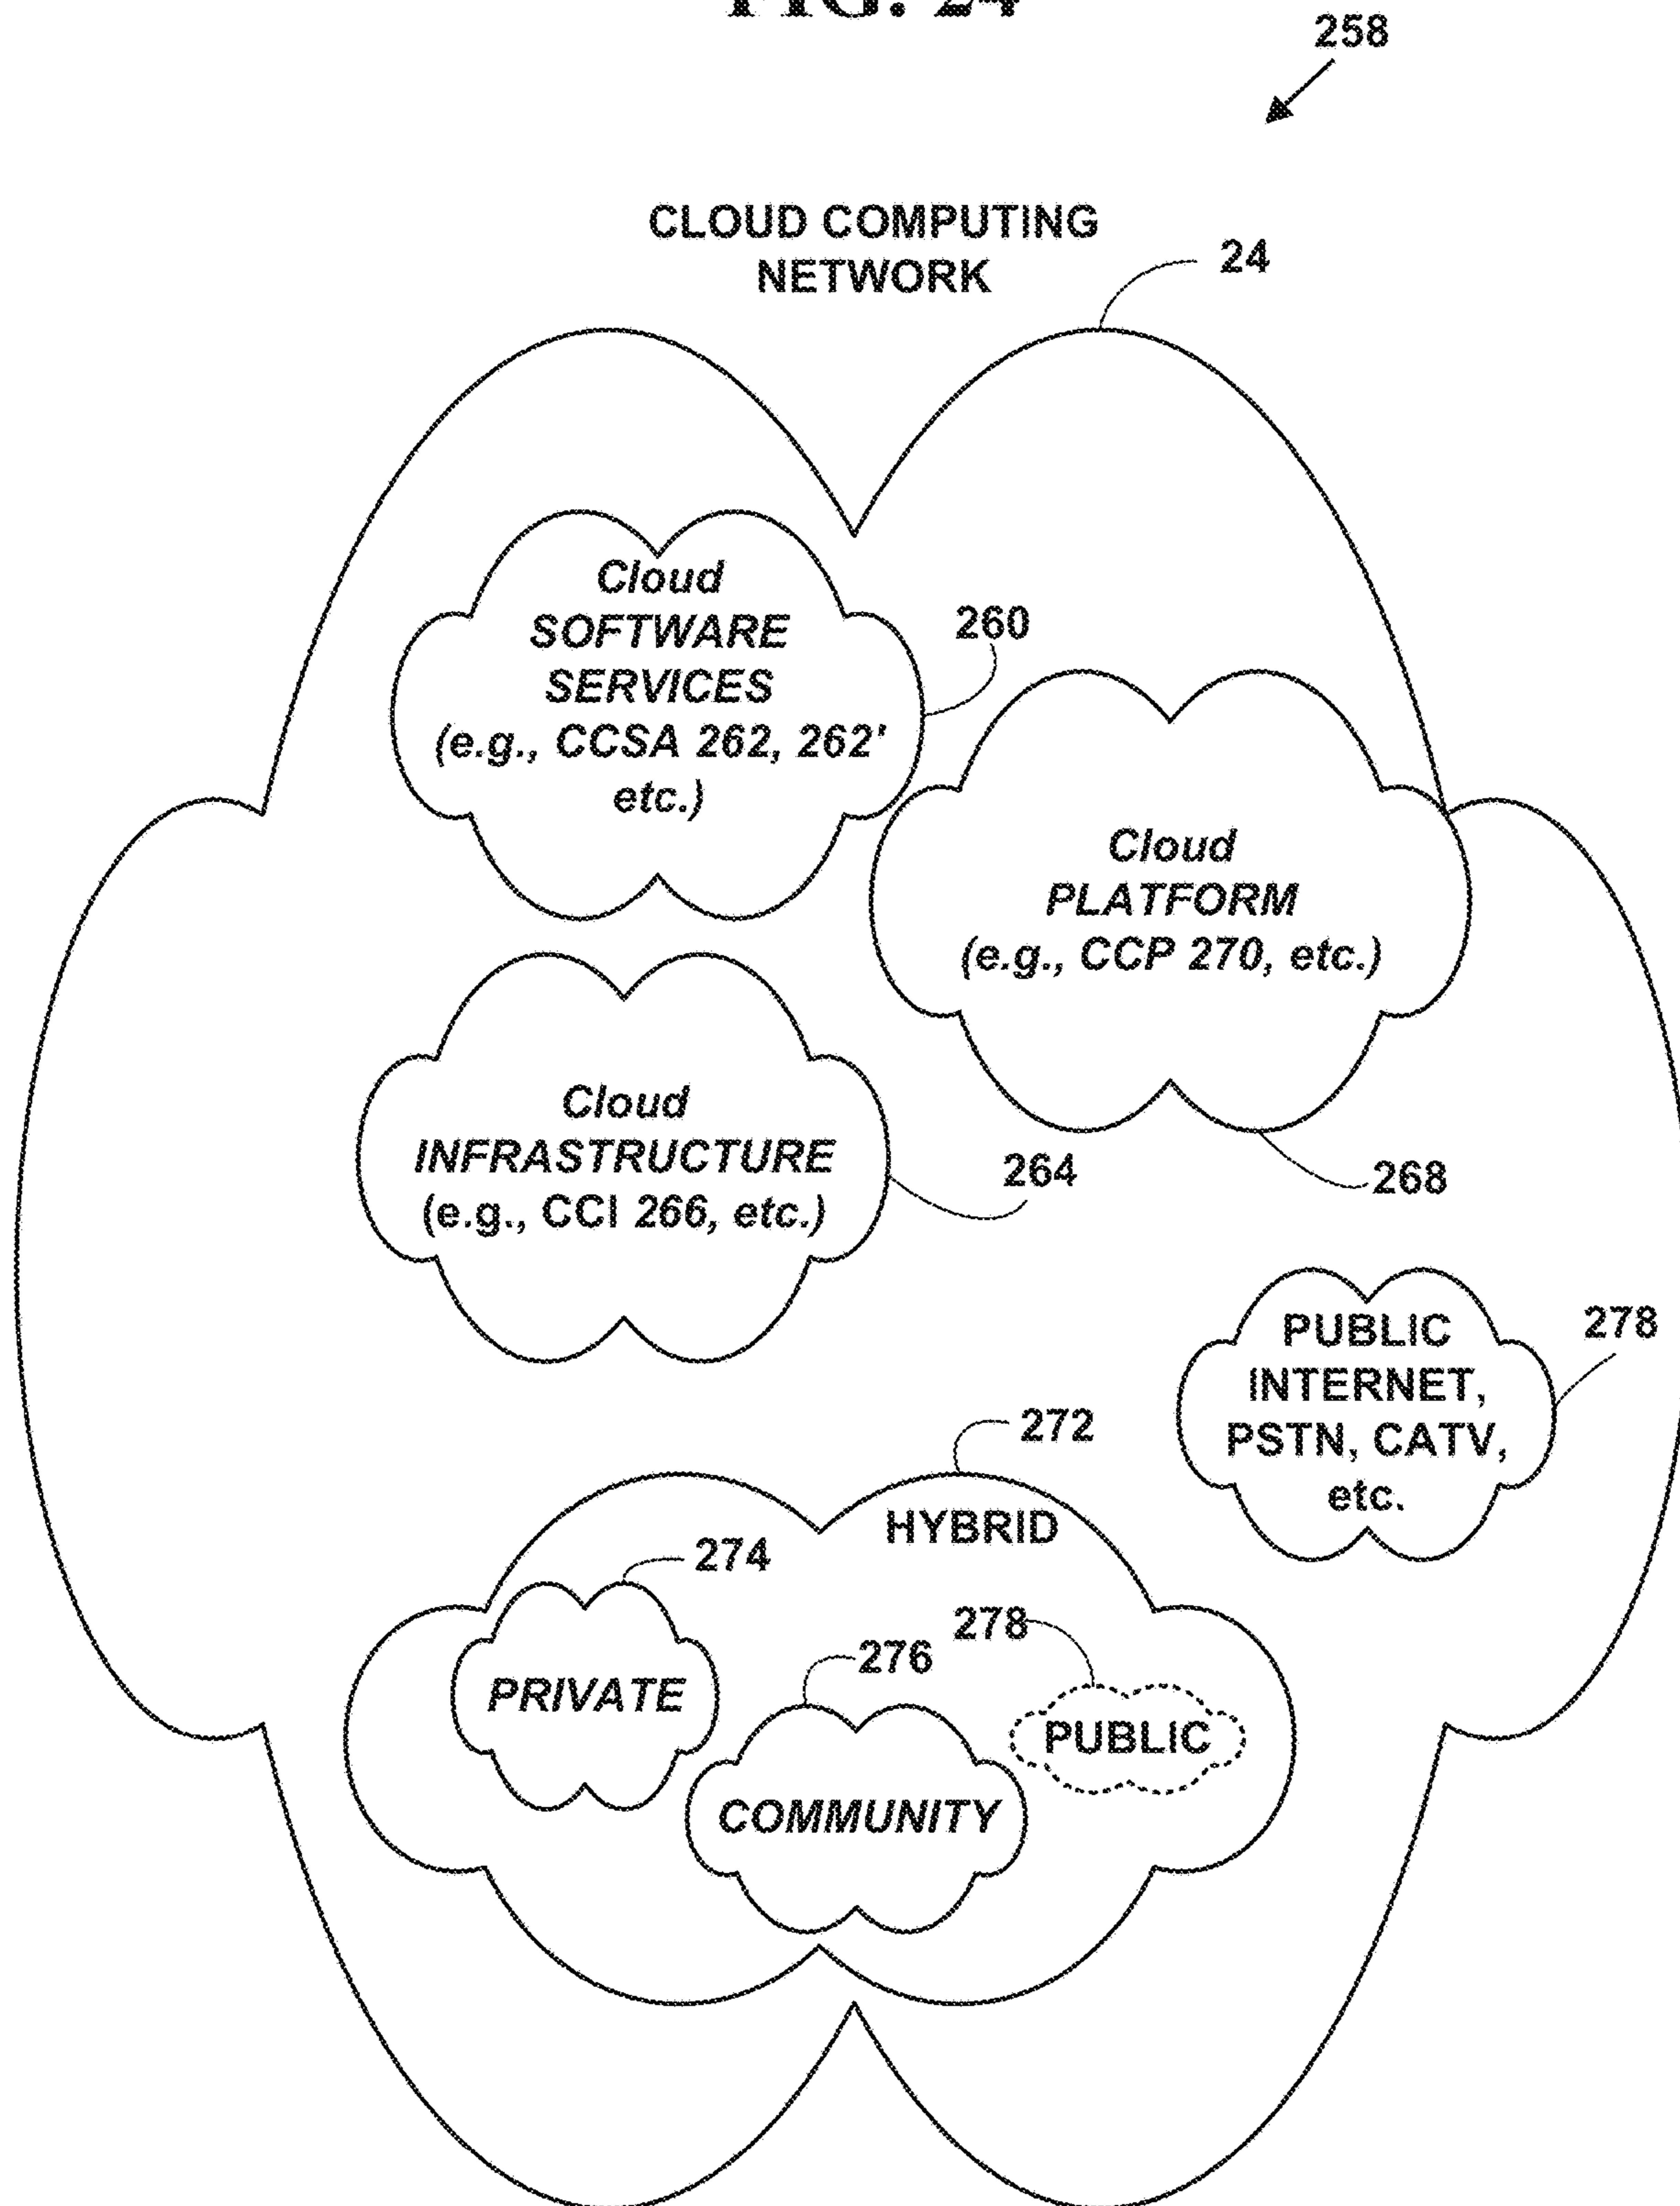 FIG. 24
258
CLOUD COMPUTING
NETWORK
24
Cloud
SOFTWARE
SERVICES
(e.g., CCSA 262, 262'
etc.)
260
Cloud
PLATFORM
(e.g., CCP 270, etc.)
268
Cloud
INFRASTRUCTURE
(e.g., CCI 266, etc.)
264
PUBLIC
INTERNET,
PSTN, CATV,
etc.
278
272
HYBRID
274
PRIVATE
276
COMMUNITY
278
PUBLIC